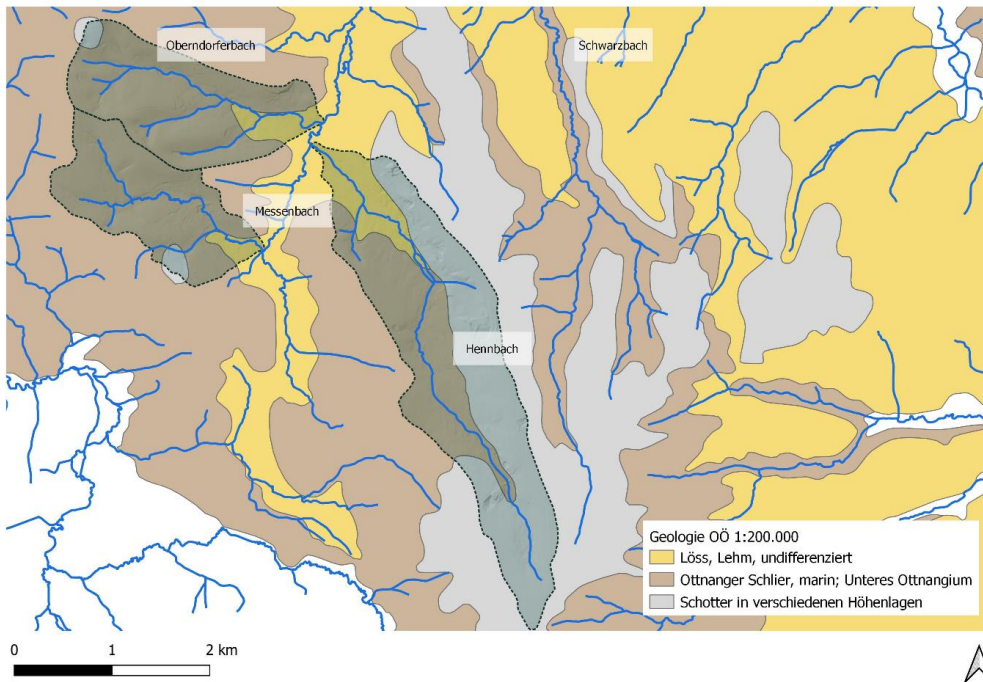 Oberndorferbach
Schwarzbach
Messenbach
Hennbach
Geologie OÖ 1:200.000
Löss, Lehm, undifferenziert
Ottnanger Schlier, marin; Unteres Ottnangium
Schotter in verschiedenen Höhenlagen
0 1 2 km